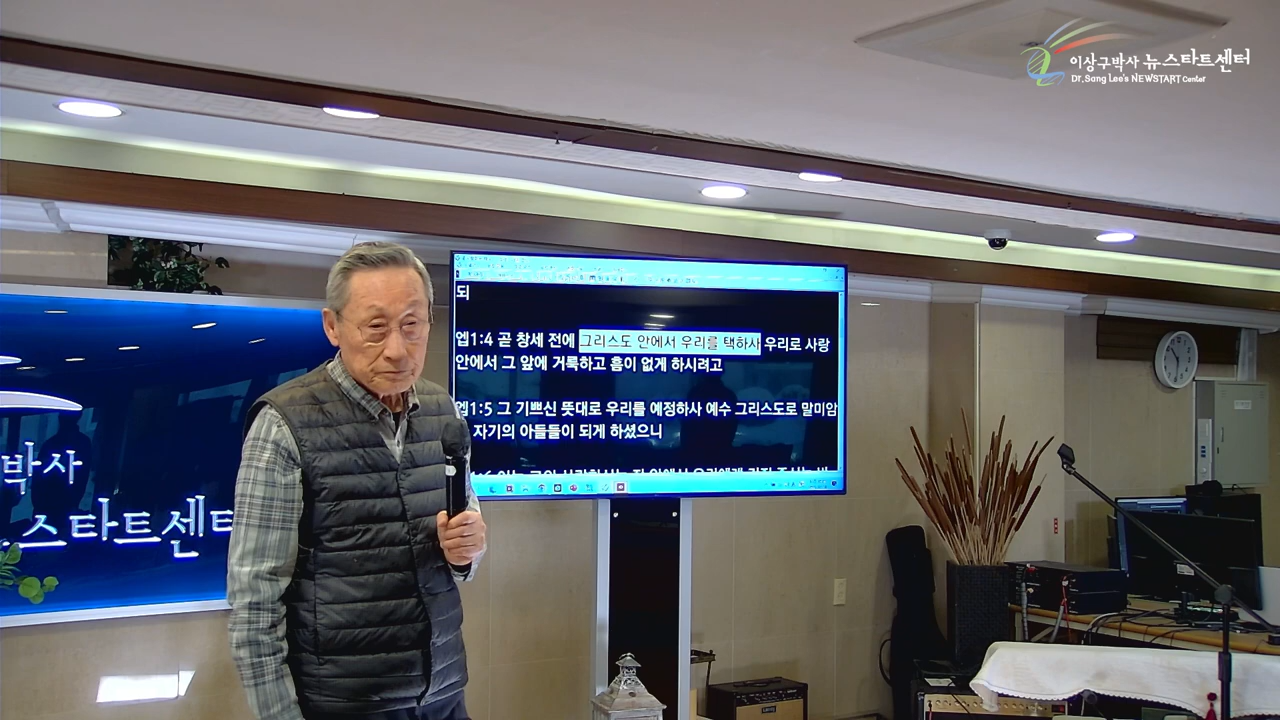 이상구박사 뉴스타트센터
Dr. Sang Lee's NEWSTART Center
되
엡1:4 곧 창세 전에 그리스도 안에서 우리를 택하사 우리로 사랑
안에서 그 앞에 거룩하고 흠이 없게 하시려고
엡1:5 그 기쁘신 뜻대로 우리를 예정하사 예수 그리스도로 말미암
자기의 아들들이 되게 하셨으니
박사
뉴스타트센터